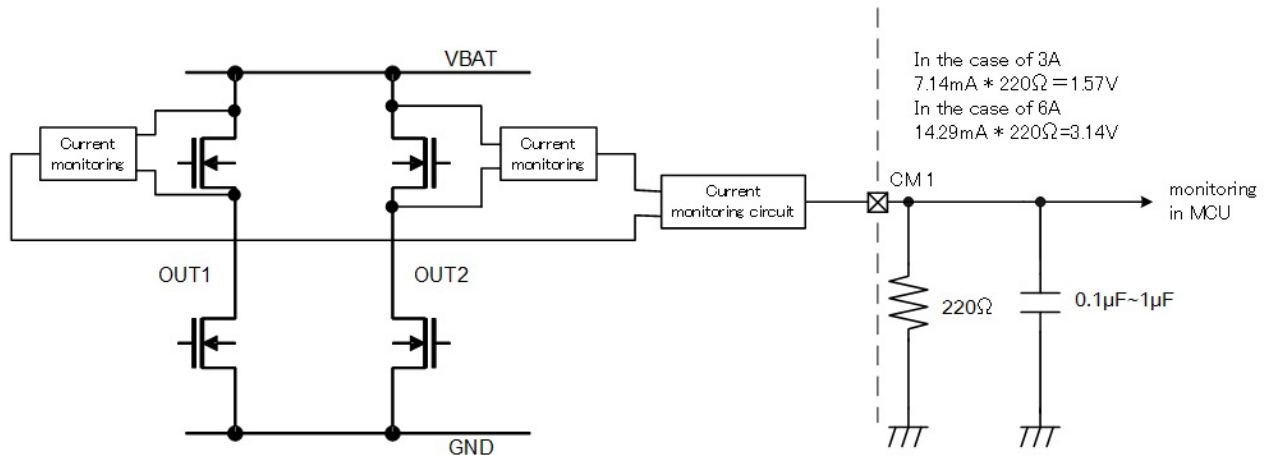 VBAT
In the case of 3A
7.14mA * 220Ω=1.57V
In the case of 6A
14.29mA * 220Ω=3.14V
Current
monitoring
Current
monitoring
Current
monitoring circuit
CM1
monitoring
in MCU
OUT1
OUT2
220Ω
0.1μF~1μF
GND